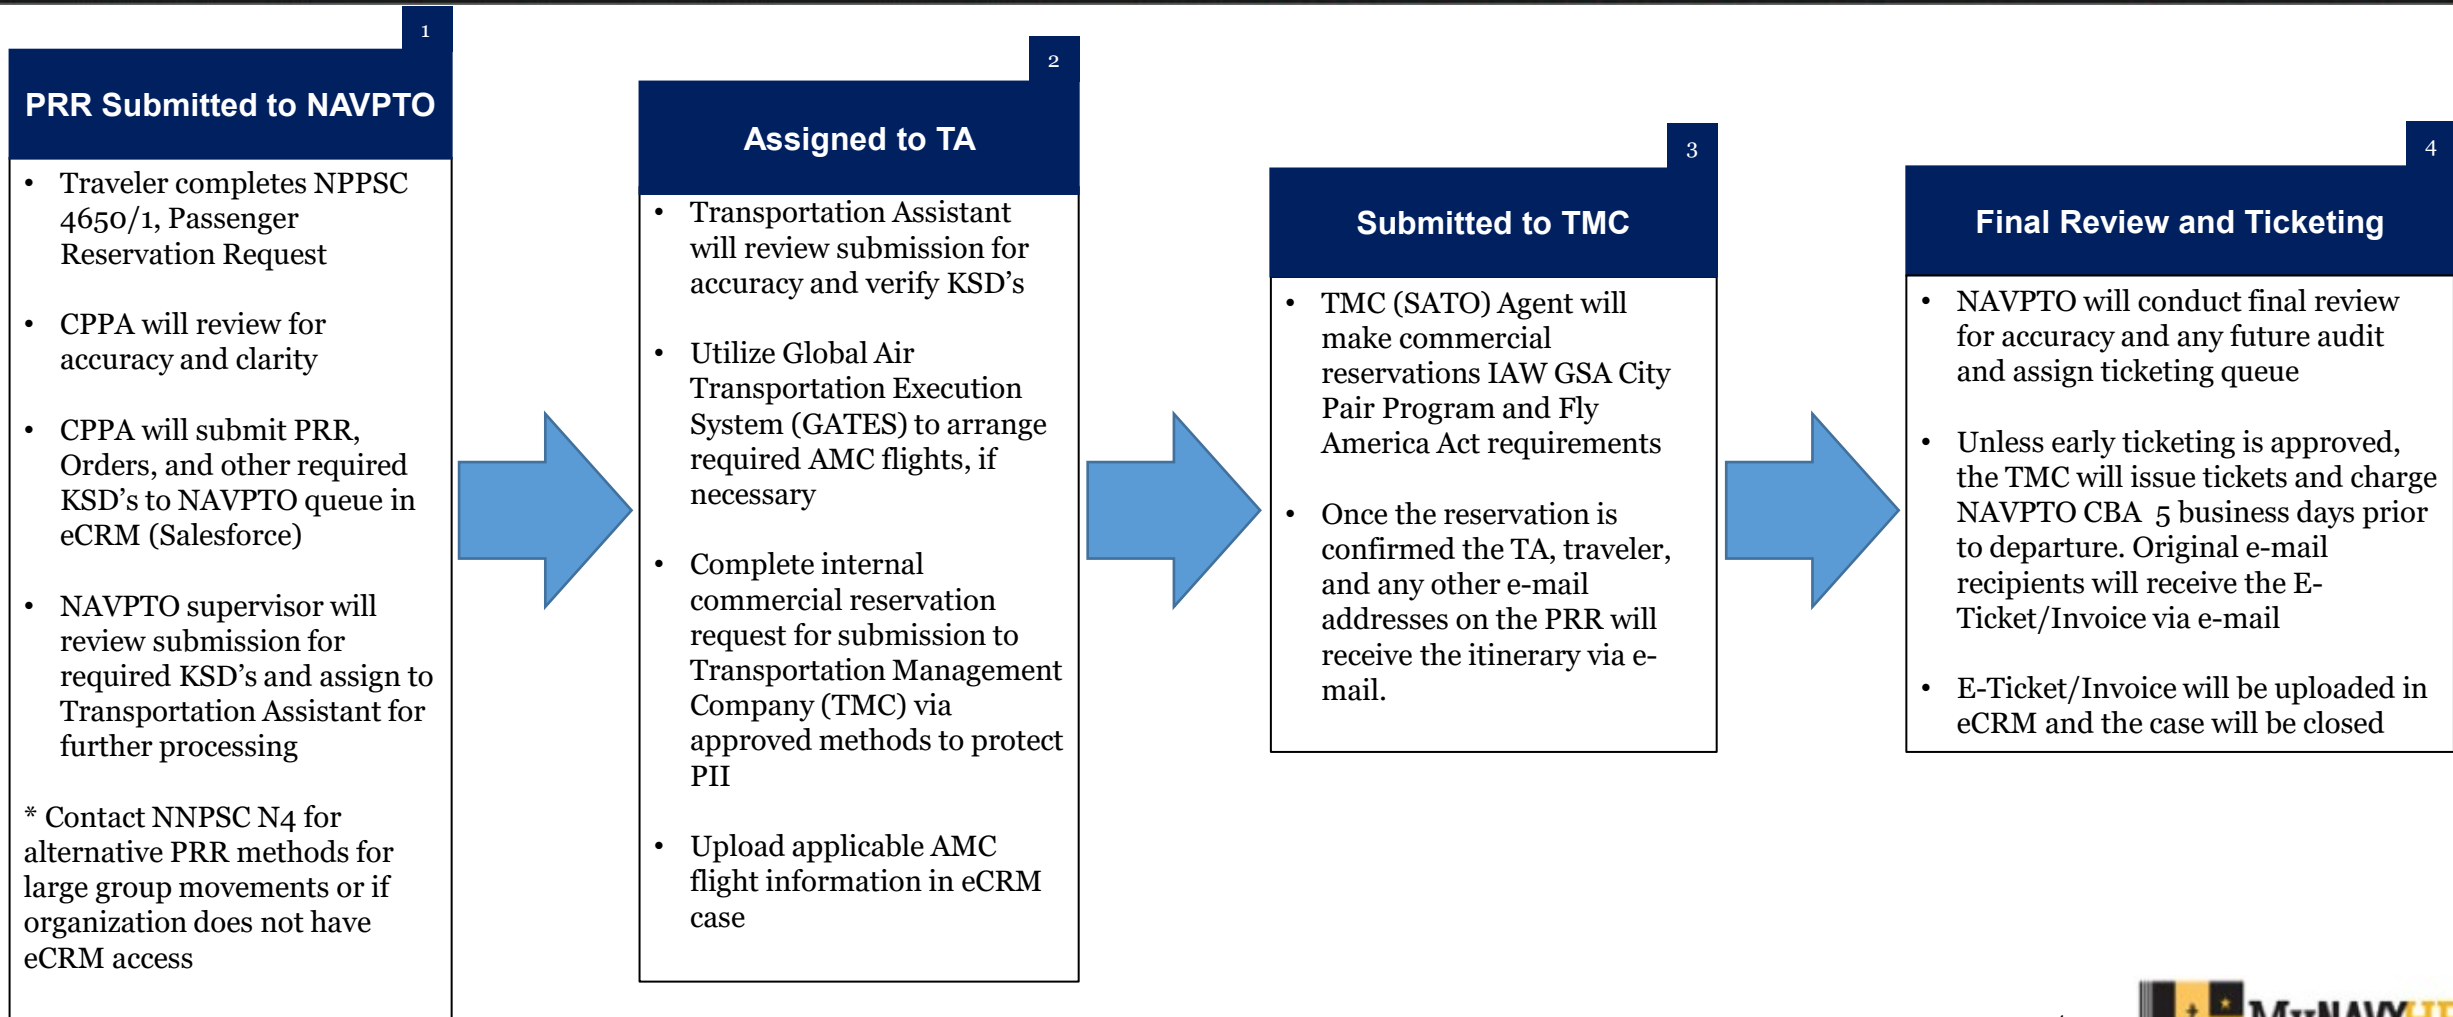 1
PRR Submitted to NAVPTO
• Traveler completes NPPSC
4650/1, Passenger
Reservation Request
• CPPA will review for
accuracy and clarity
• CPPA will submit PRR,
Orders, and other required
KSD's to NAVPTO queue in
eCRM (Salesforce)
• NAVPTO supervisor will
review submission for
required KSD's and assign to
Transportation Assistant for
further processing
* Contact NNPSC N4 for
alternative PRR methods for
large group movements or if
organization does not have
eCRM access
2
Assigned to TA
• Transportation Assistant
will review submission for
accuracy and verify KSD's
• Utilize Global Air
Transportation Execution
System (GATES) to arrange
required AMC flights, if
necessary
• Complete internal
commercial reservation
request for submission to
Transportation Management
Company (TMC) via
approved methods to protect
PII
• Upload applicable AMC
flight information in eCRM
case
3
Submitted to TMC
• TMC (SATO) Agent will
make commercial
reservations IAW GSA City
Pair Program and Fly
America Act requirements
• Once the reservation is
confirmed the TA, traveler,
and any other e-mail
addresses on the PRR will
receive the itinerary via e-
mail.
4
Final Review and Ticketing
• NAVPTO will conduct final review
for accuracy and any future audit
and assign ticketing queue
• Unless early ticketing is approved,
the TMC will issue tickets and charge
NAVPTO CBA  5 business days prior
to departure. Original e-mail
recipients will receive the E-
Ticket/Invoice via e-mail
• E-Ticket/Invoice will be uploaded in
eCRM and the case will be closed
MyNAVYHR